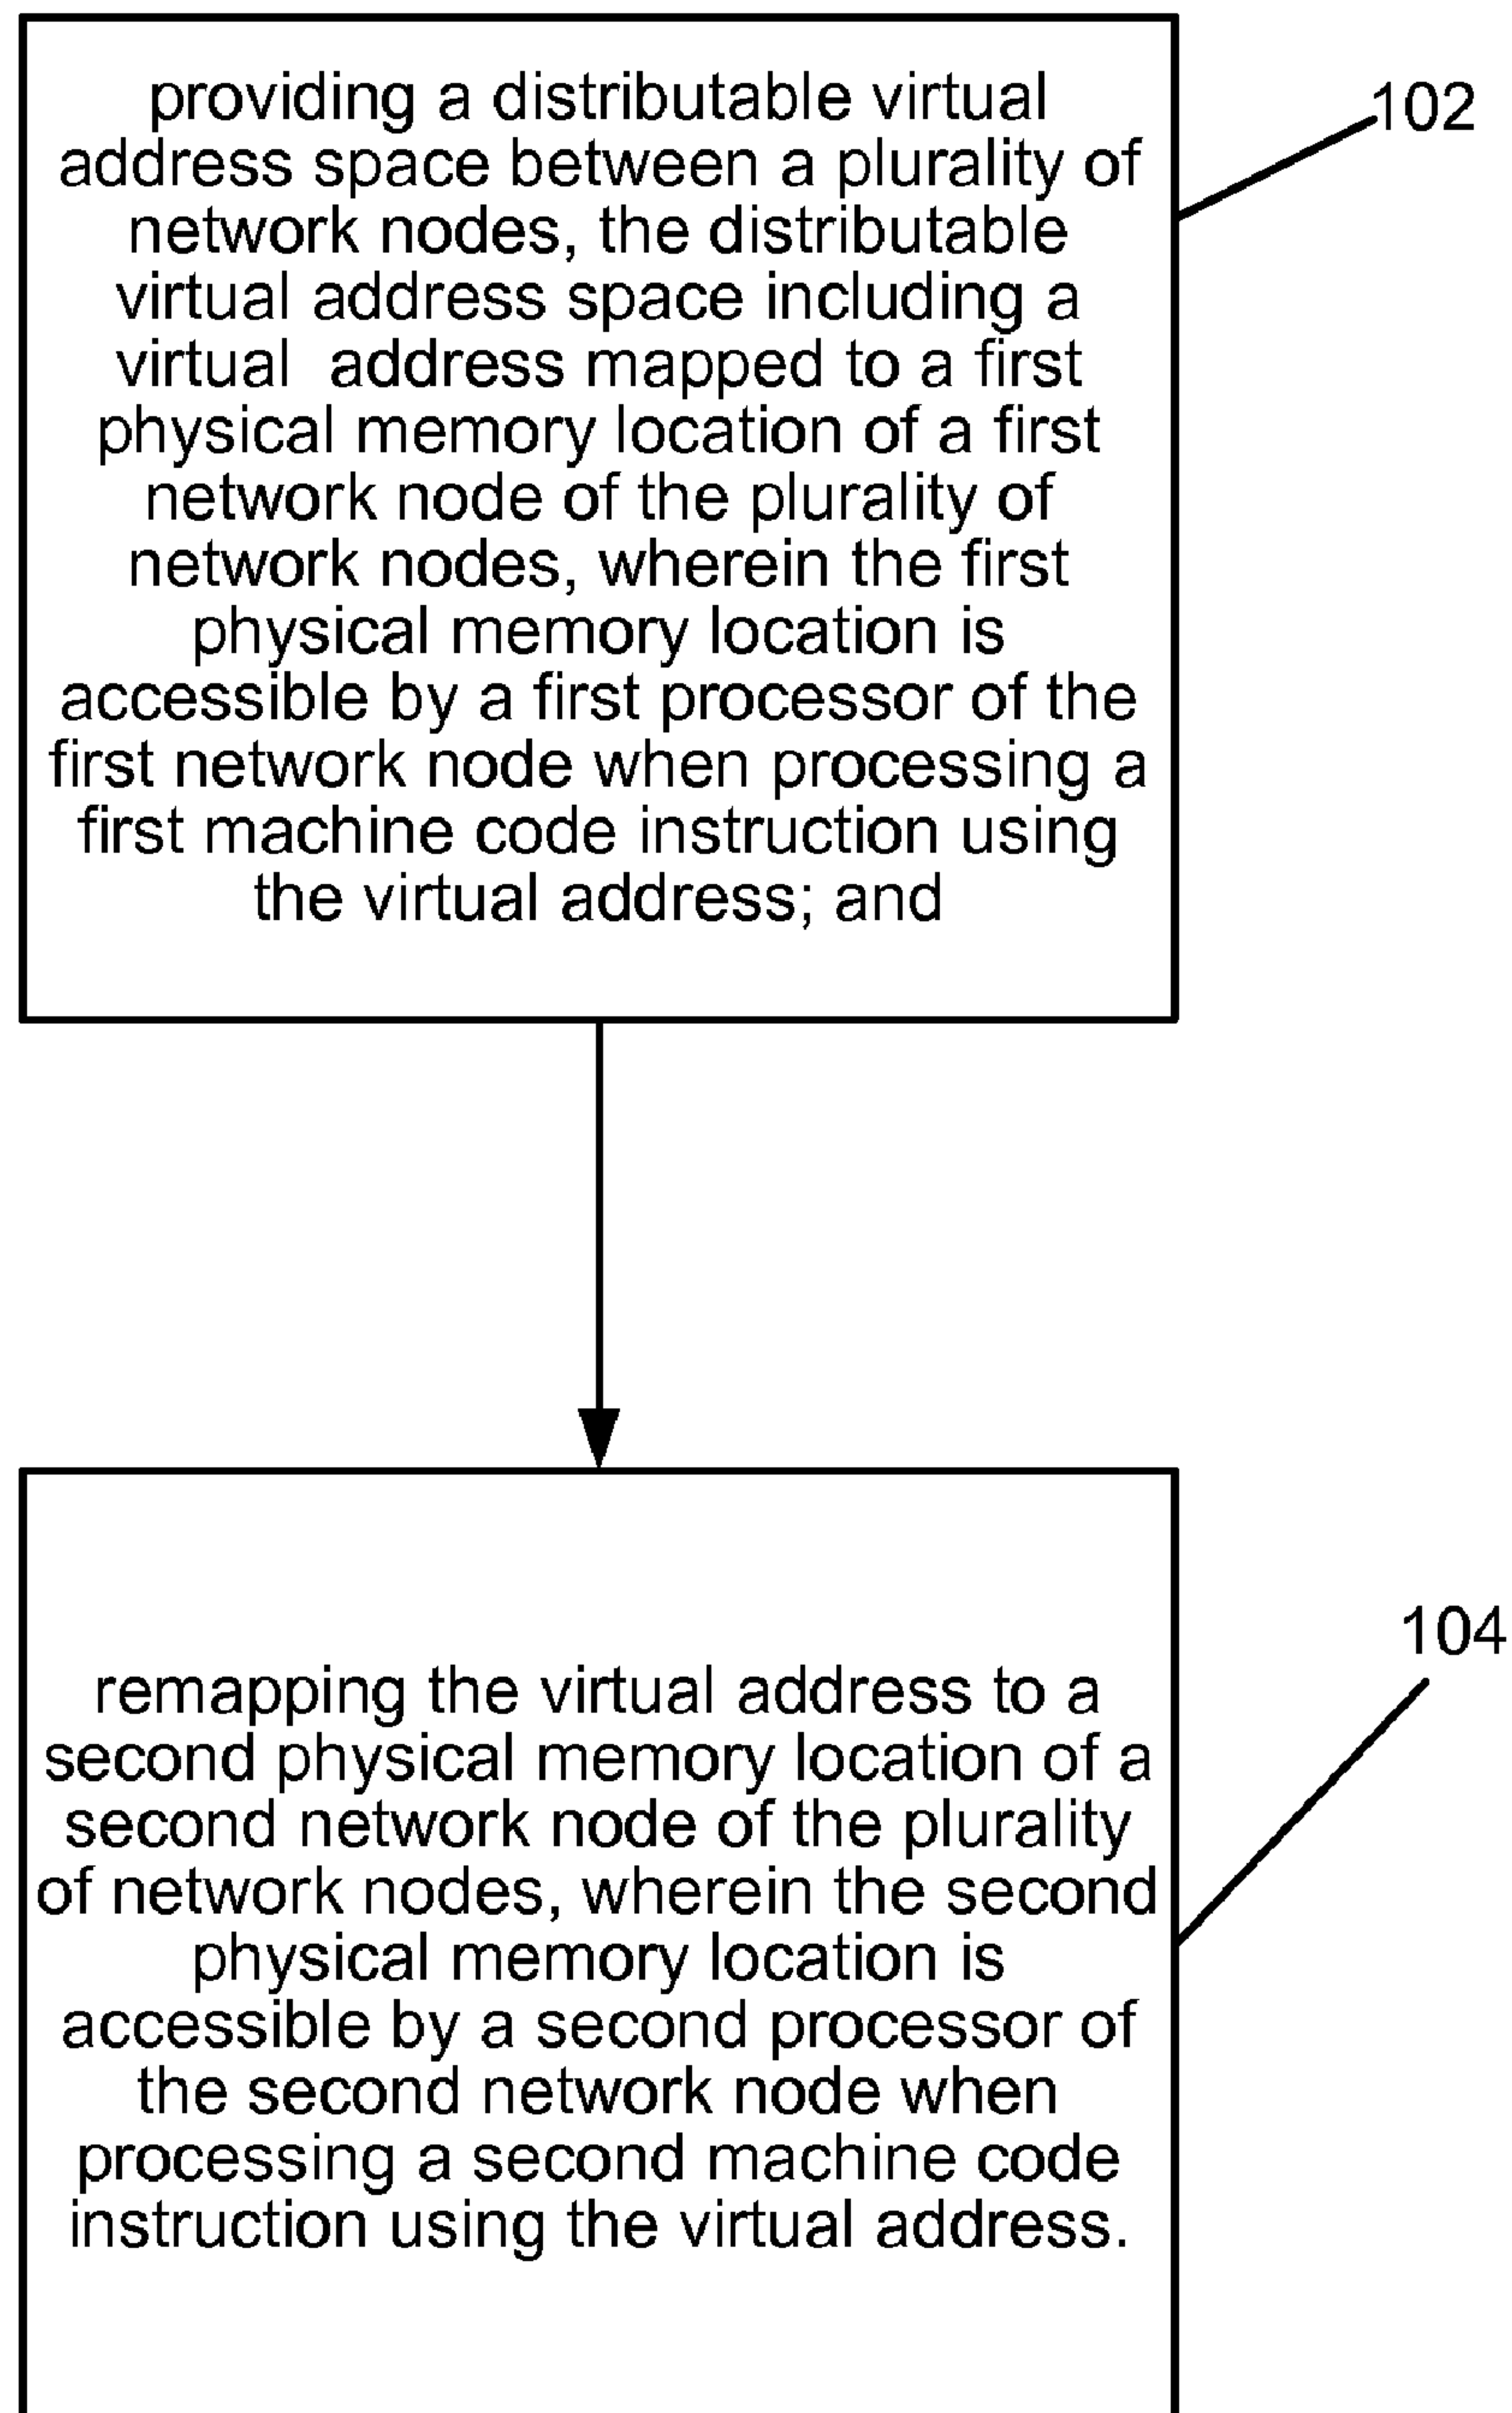 providing a distributable virtual
address space between a plurality of
network nodes, the distributable
virtual address space including a
virtual  address mapped to a first
physical memory location of a first
network node of the plurality of
network nodes, wherein the first
physical memory location is
accessible by a first processor of the
first network node when processing a
first machine code instruction using
the virtual address; and
102
remapping the virtual address to a
second physical memory location of a
second network node of the plurality
of network nodes, wherein the second
physical memory location is
accessible by a second processor of
the second network node when
processing a second machine code
instruction using the virtual address.
104